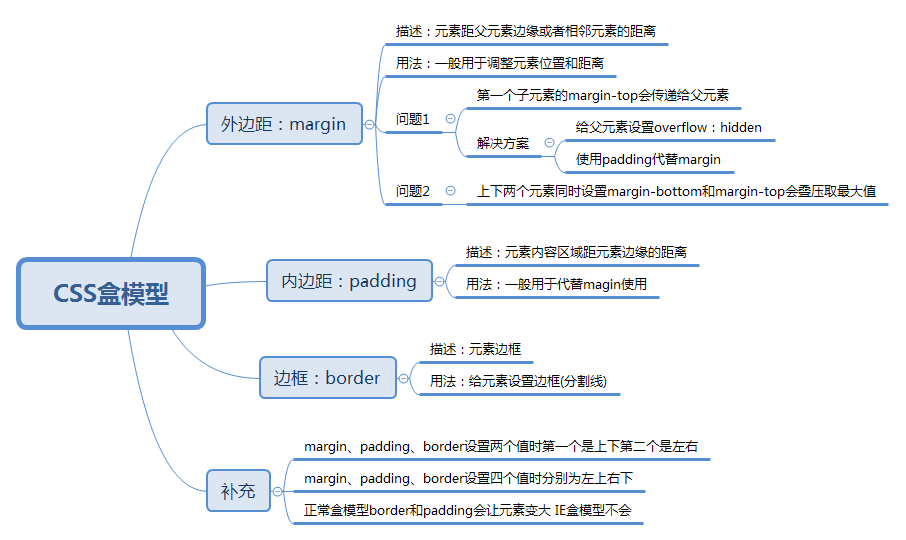 CSS盒模型
外边距：margin
描述：元素距父元素边缘或者相邻元素的距离
用法：一般用于调整元素位置和距离
问题1
第一个子元素的margin-top会传递给父元素
解决方案
给父元素设置overflow：hidden
使用padding代替margin
问题2
上下两个元素同时设置margin-bottom和margin-top会叠压取最大值
内边距：padding
描述：元素内容区域距元素边缘的距离
用法：一般用于代替magin使用
边框：border
描述：元素边框
用法：给元素设置边框(分割线)
补充
margin、padding、border设置两个值时第一个是上下第二个是左右
margin、padding、border设置四个值时分别为左上右下
正常盒模型border和padding会让元素变大 IE盒模型不会